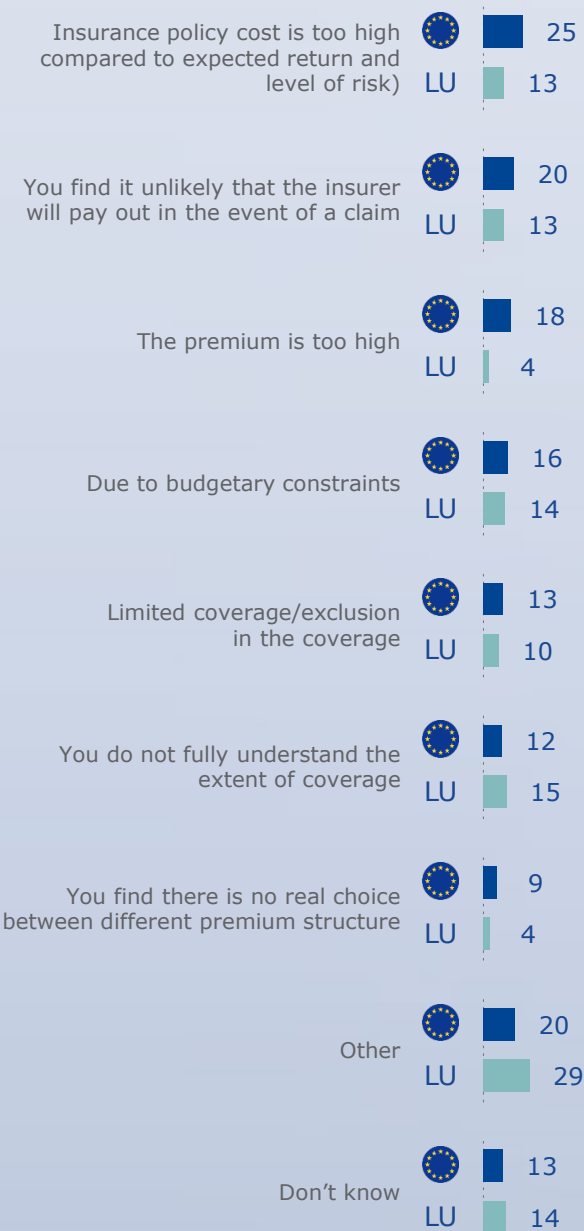 Insurance policy cost is too high
compared to expected return and
level of risk)
25
LU 13
You find it unlikely that the insurer
will pay out in the event of a claim
20
LU 13
The premium is too high
18
LU 4
Due to budgetary constraints
16
LU 14
Limited coverage/exclusion
in the coverage
13
LU 10
You do not fully understand the
extent of coverage
12
LU 15
You find there is no real choice
between different premium structure
9
LU 4
Other
20
LU 29
Don't know
13
LU 14